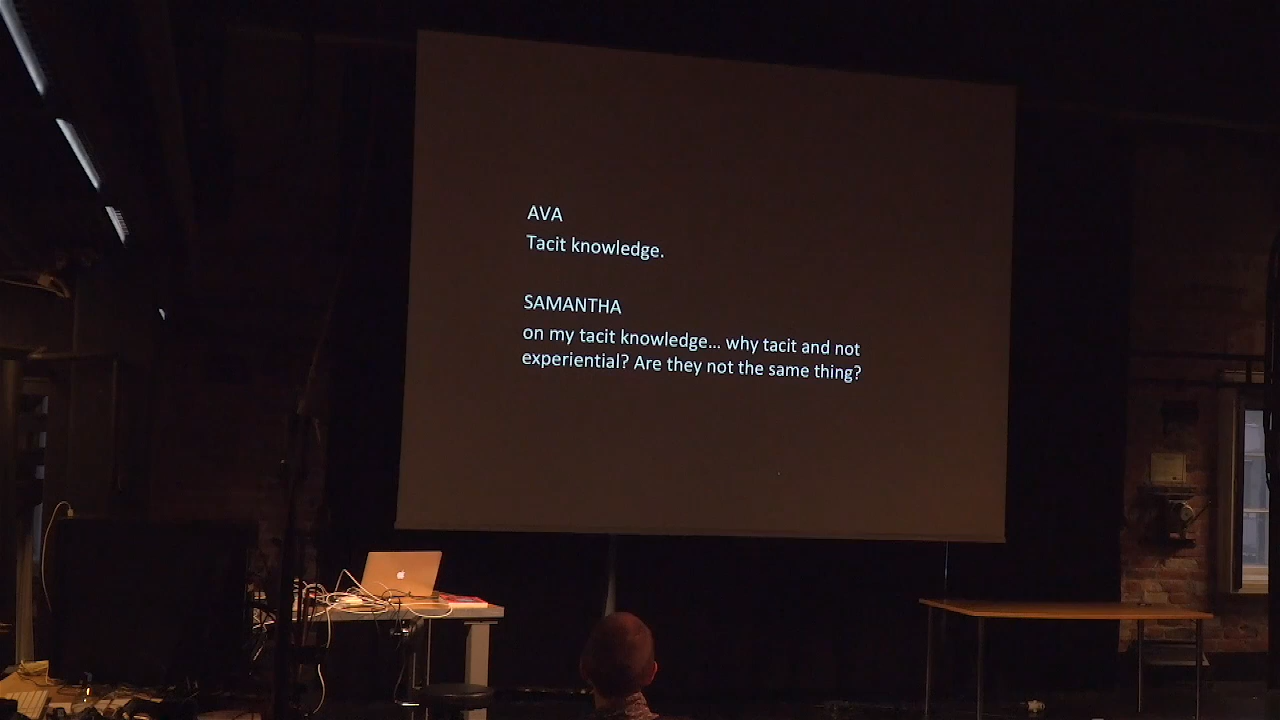 AVA
Tacit knowledge.
SAMANTHA
on my tacit knowledge... why tacit and not
experiential? Are they not the same thing?